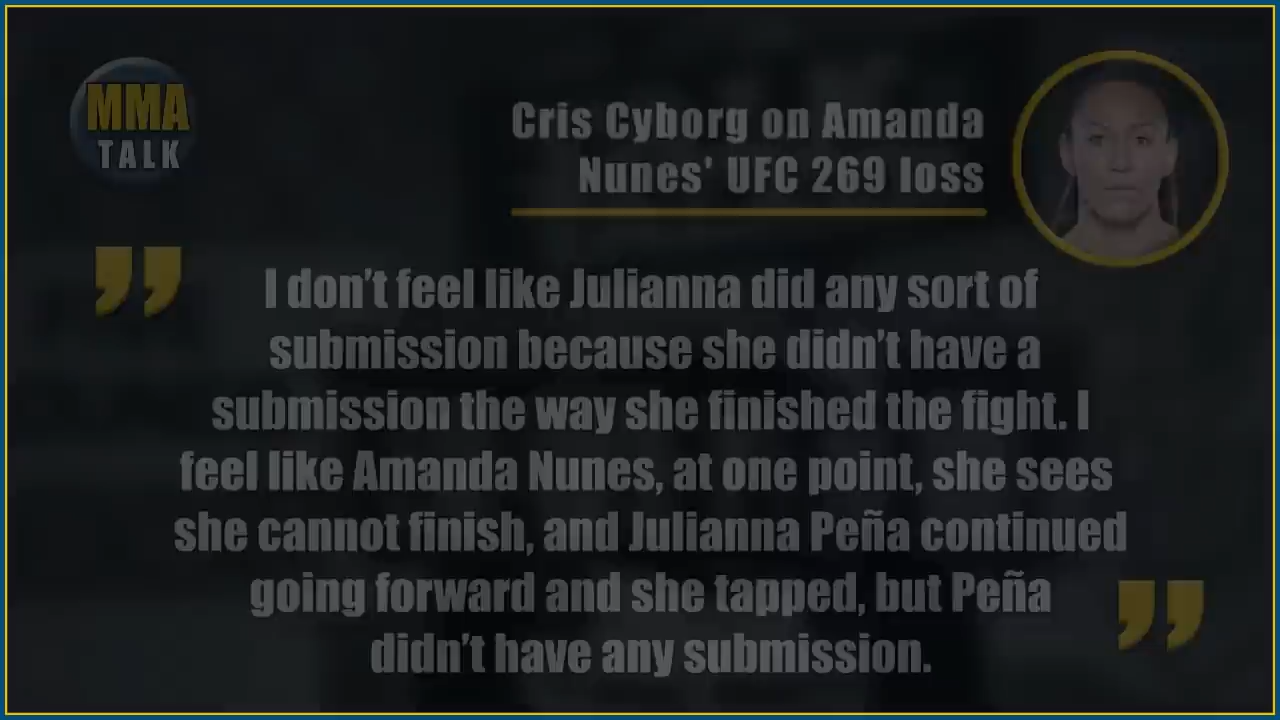 MMA
TALK
Cris Cyborg on Amanda
Nunes' UFC 269 loss
I don't feel like Julianna did any sort of
submission because she didn't have a
submission the way she finished the fight. I
feel like Amanda Nunes, at one point, she sees
she cannot finish, and Julianna Peña continued
going forward and she tapped, but Peña
didn't have any submission.